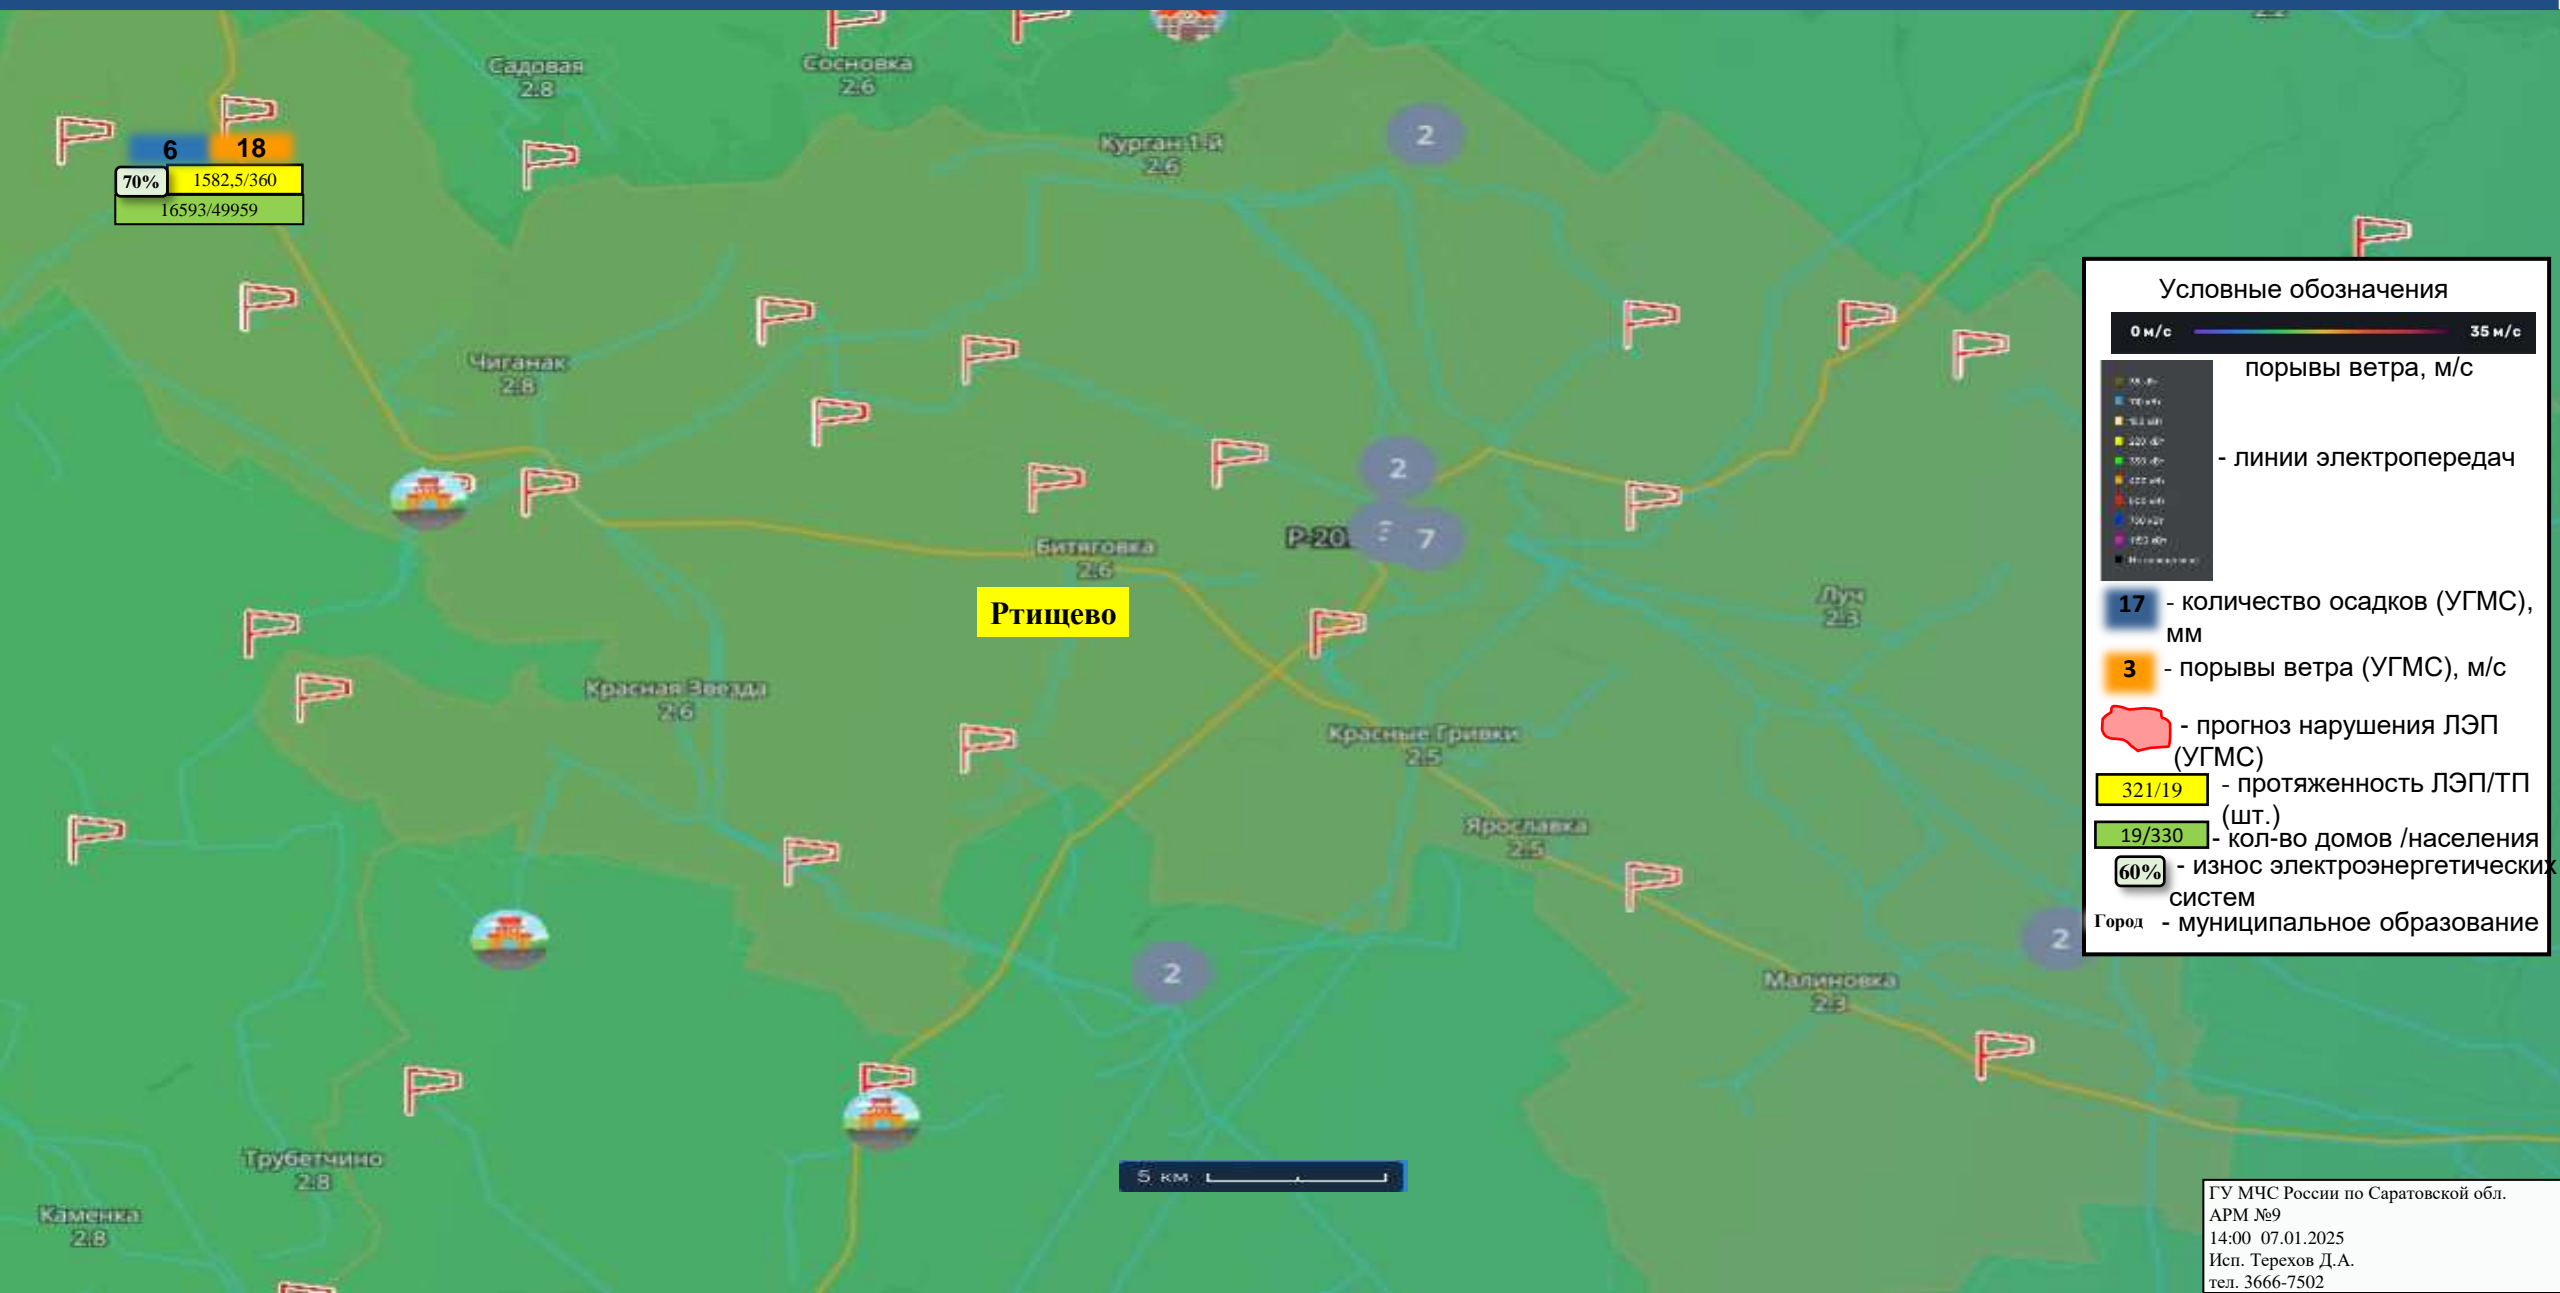 Садовая
2.8
Сосновка
2.6
Курган 1-й
2.6
2
6 18
70% 1582,5/360
16593/49959
Чиганак
2.8
2
Р-20
7
Битяговка
2.6
Ртищево
Луч
2.3
Красная Звезда
2.6
Красные Гривки
2.5
Ярославка
2.5
2
2
Малиновка
2.3
Трубетчино
2.8
Каменка
2.8
5 км
Условные обозначения
0 м/с 35 м/с
порывы ветра, м/с
- линии электропередач
17 - количество осадков (УГМС),
мм
3 - порывы ветра (УГМС), м/с
- прогноз нарушения ЛЭП
(УГМС)
321/19 - протяженность ЛЭП/ТП
(шт.)
19/330 - кол-во домов /населения
60% - износ электроэнергетических
систем
Город - муниципальное образование
ГУ МЧС России по Саратовской обл.
АРМ №9
14:00 07.01.2025
Исп. Терехов Д.А.
тел. 3666-7502